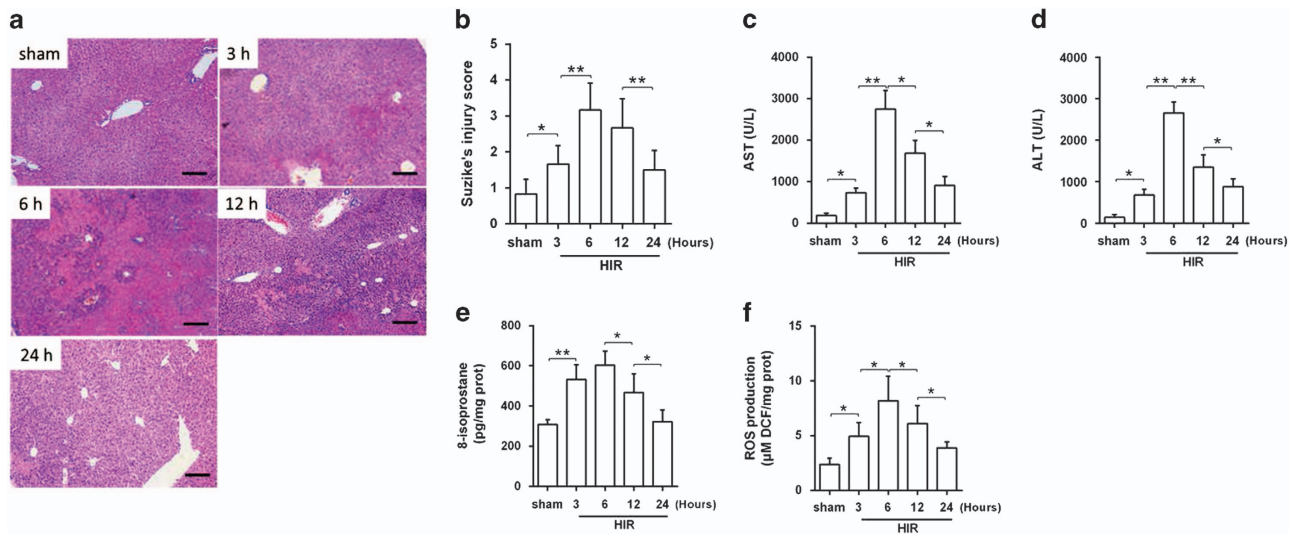 a
sham
3 h
6 h
12 h
24 h
b
Suzike's injury score
5
4
3
2
1
0
*
**
**
sham 3 6 12 24 (Hours)
HIR
c
AST (U/L)
4000
3000
2000
1000
0
*
**
*
*
sham 3 6 12 24 (Hours)
HIR
d
ALT (U/L)
4000
3000
2000
1000
0
*
**
**
*
sham 3 6 12 24 (Hours)
HIR
e
8-isoprostane
(pg/mg prot)
800
600
400
200
0
**
*
*
sham 3 6 12 24 (Hours)
HIR
f
ROS production
(µM DCF/mg prot)
15
10
5
0
*
*
*
*
sham 3 6 12 24 (Hours)
HIR